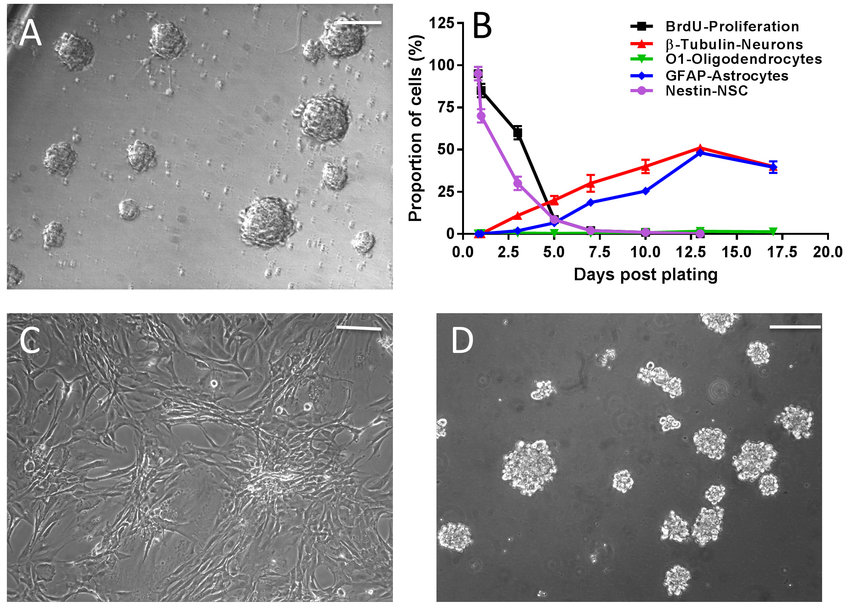 A
B
Proportion of cells (%)
125
100
75
50
25
0
0.0
2.5
5.0
7.5
10.0
12.5
15.0
17.5
20.0
Days post plating
BrdU-Proliferation
β-Tubulin-Neurons
O1-Oligodendrocytes
GFAP-Astrocytes
Nestin-NSC
C
D